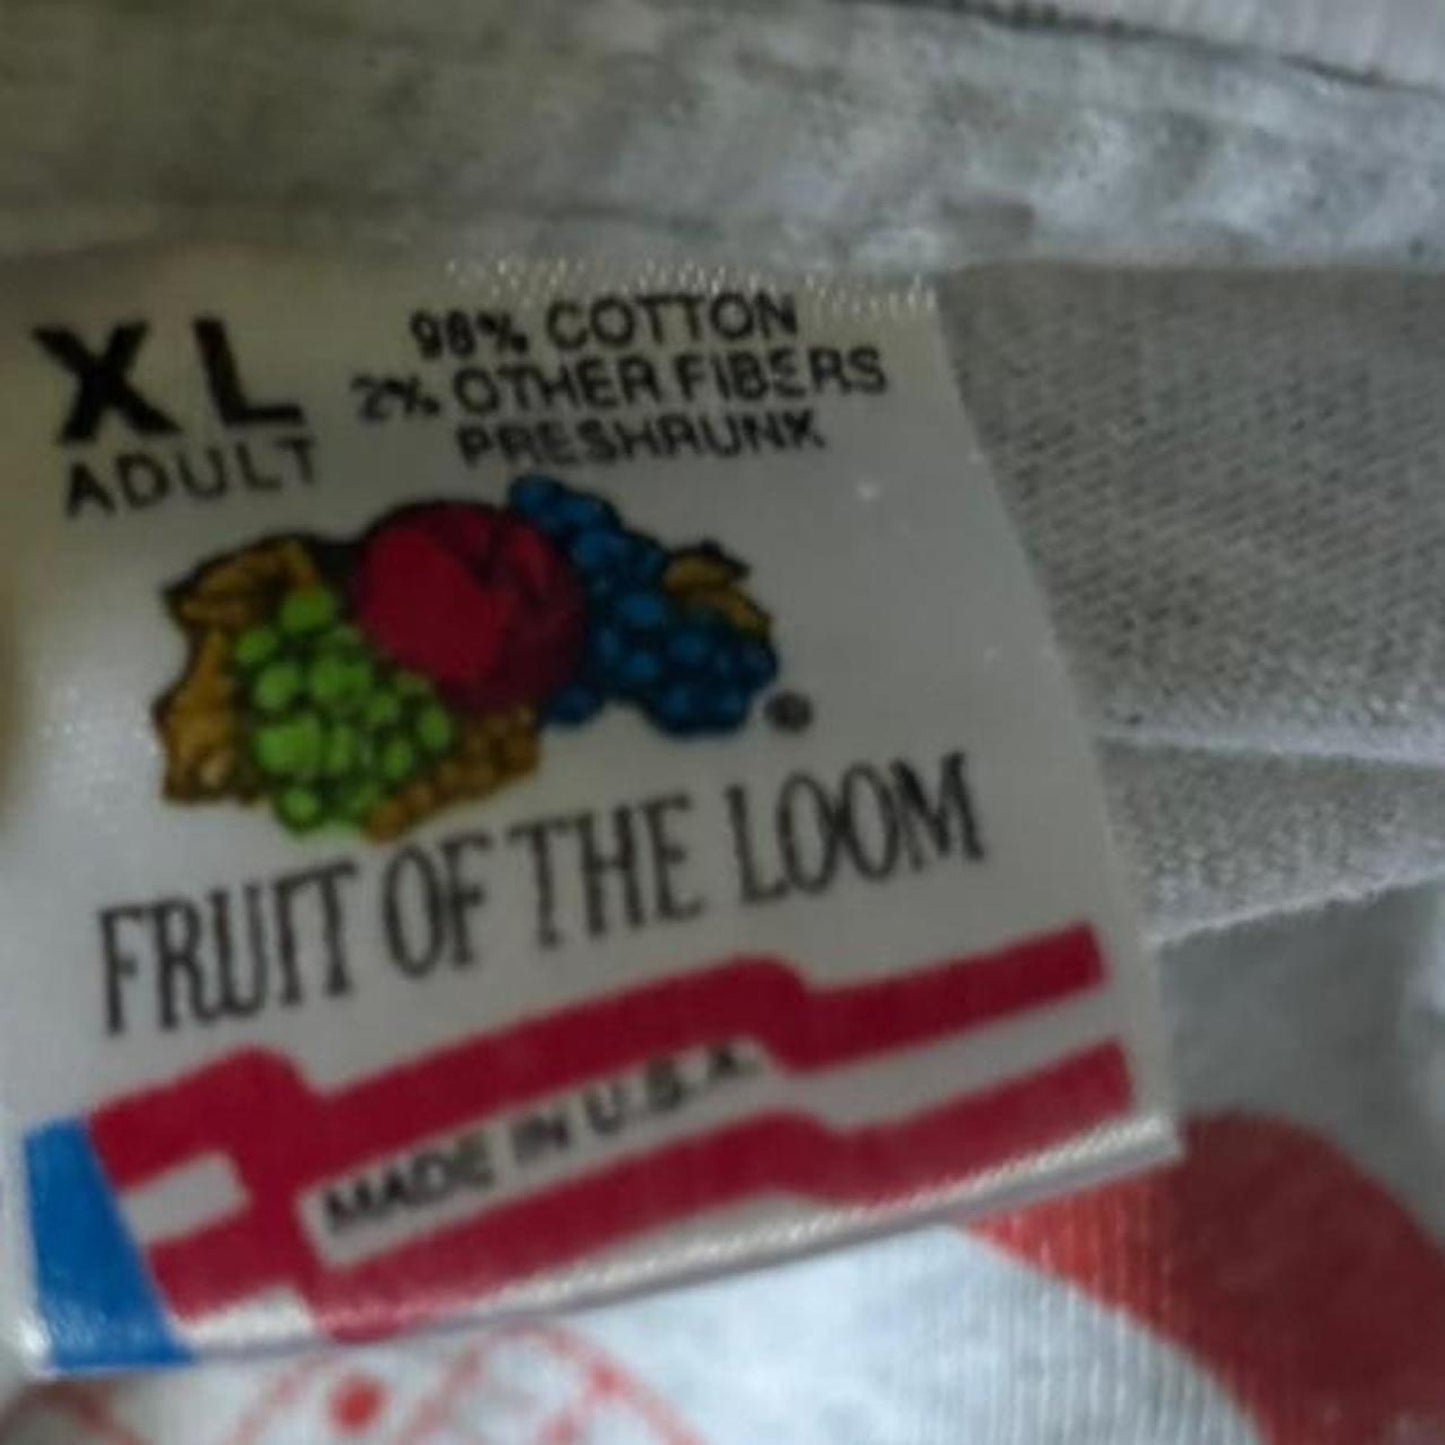 XL
ADULT
98% COTTON
2% OTHER FIBERS
PRESHRUNK
®
FRUIT OF THE LOOM
MADE IN U.S.A.